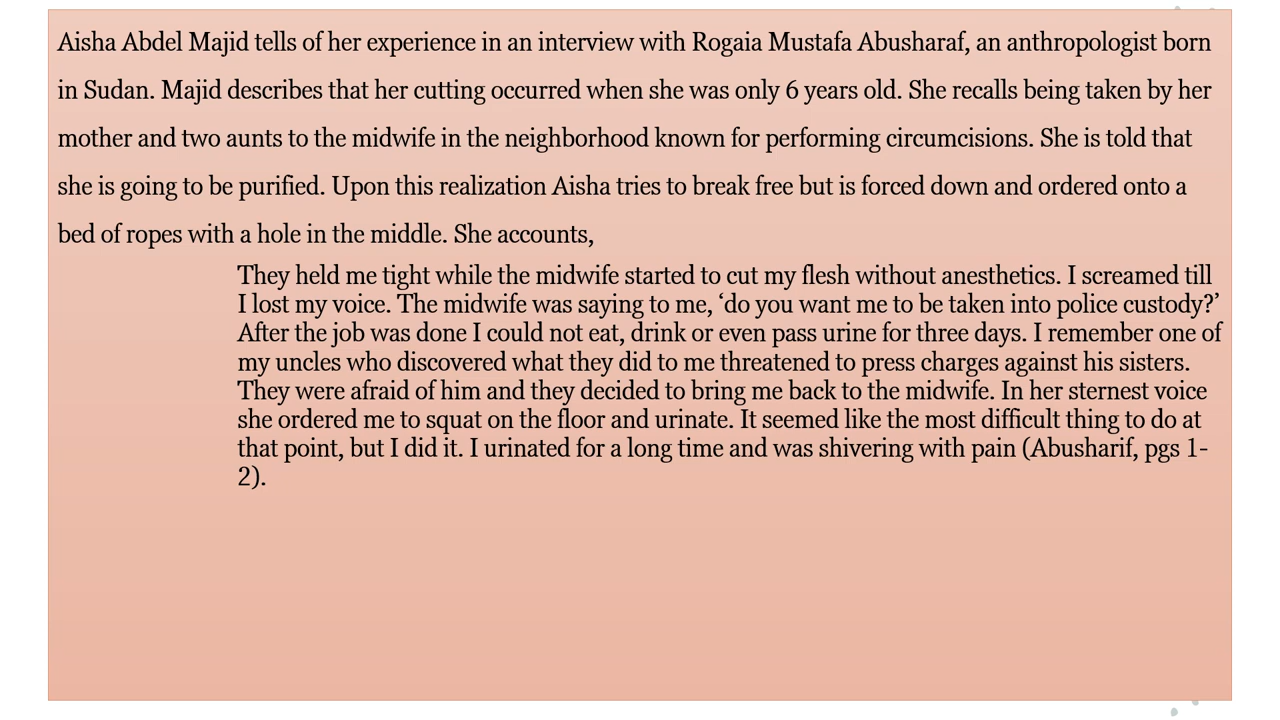 Aisha Abdel Majid tells of her experience in an interview with Rogaia Mustafa Abusharaf, an anthropologist born
in Sudan. Majid describes that her cutting occurred when she was only 6 years old. She recalls being taken by her
mother and two aunts to the midwife in the neighborhood known for performing circumcisions. She is told that
she is going to be purified. Upon this realization Aisha tries to break free but is forced down and ordered onto a
bed of ropes with a hole in the middle. She accounts,
They held me tight while the midwife started to cut my flesh without anesthetics. I screamed till
I lost my voice. The midwife was saying to me, ‘do you want me to be taken into police custody?’
After the job was done I could not eat, drink or even pass urine for three days. I remember one of
my uncles who discovered what they did to me threatened to press charges against his sisters.
They were afraid of him and they decided to bring me back to the midwife. In her sternest voice
she ordered me to squat on the floor and urinate. It seemed like the most difficult thing to do at
that point, but I did it. I urinated for a long time and was shivering with pain (Abusharif, pgs 1-
2).